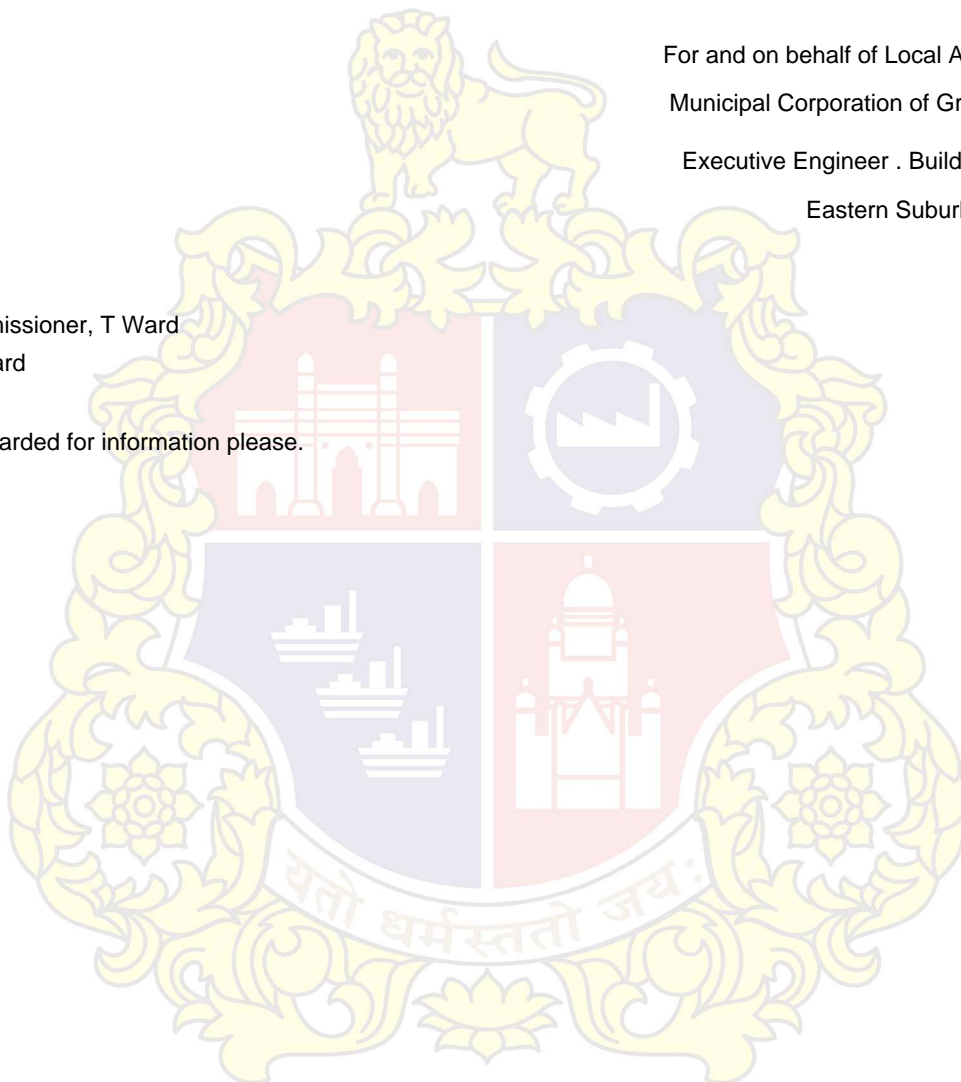 For and on behalf of Local A
Municipal Corporation of Gr
Executive Engineer . Build
Eastern Subur
nissioner, T Ward
ard
arded for information please.
यतो धर्मस्ततो जय: